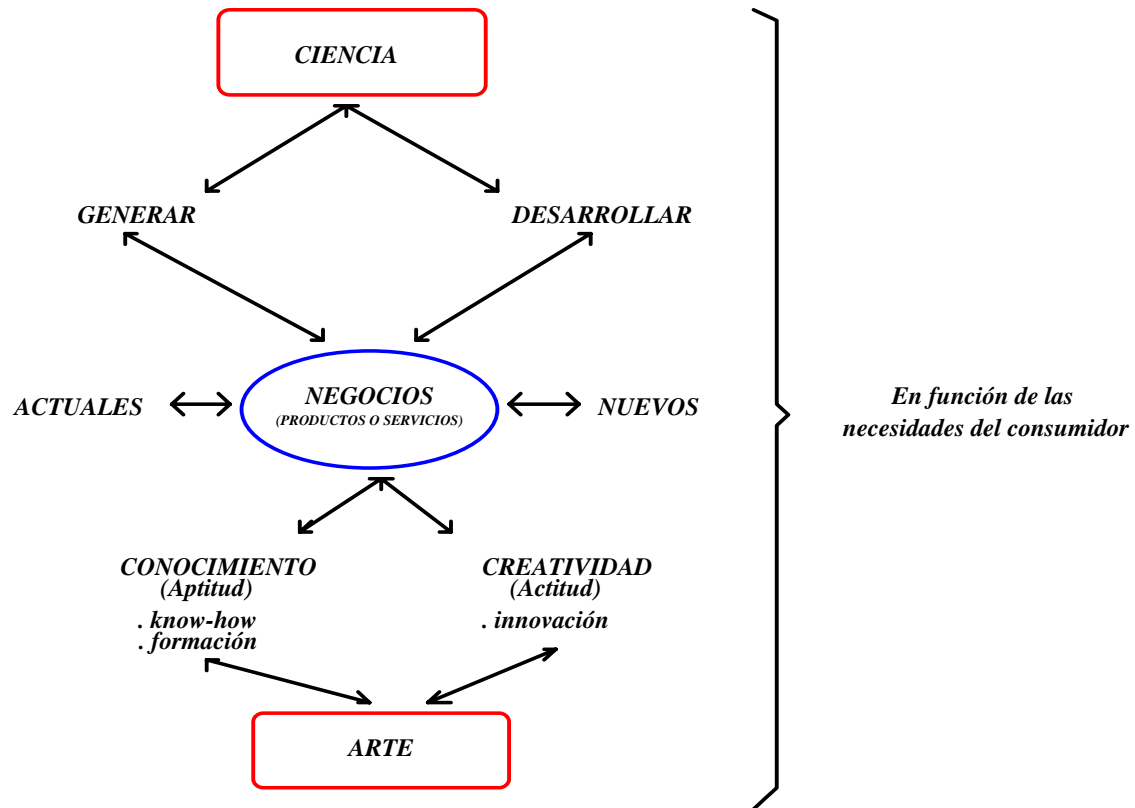 CIENCIA
GENERAR
DESARROLLAR
ACTUALES
NEGOCIOS
(PRODUCTOS O SERVICIOS)
NUEVOS
En función de las
necesidades del consumidor
CONOCIMIENTO
(Aptitud)
. know-how
. formación
CREATIVIDAD
(Actitud)
. innovación
ARTE